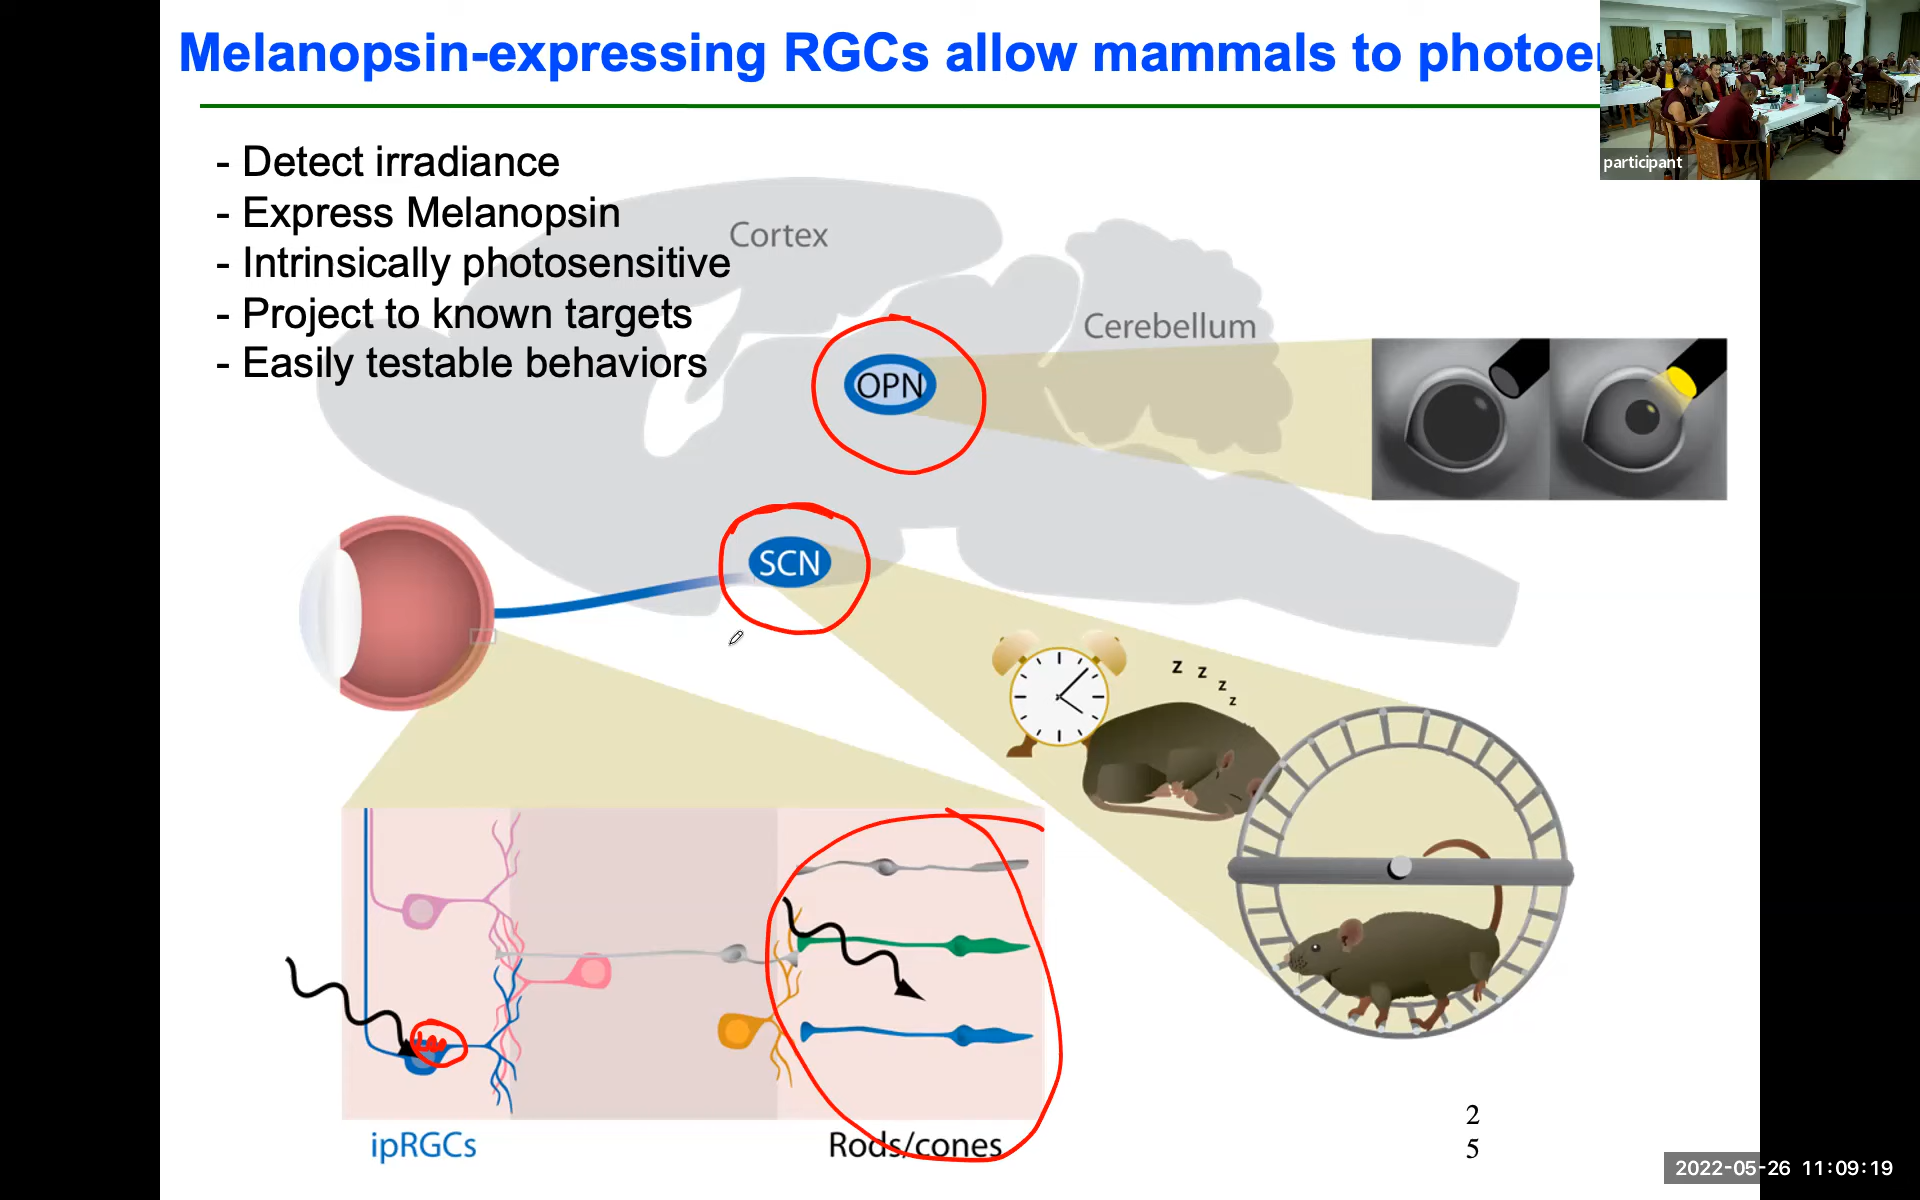 Melanopsin-expressing RGCs allow mammals to photoe
participant
- Detect irradiance
- Express Melanopsin
- Intrinsically photosensitive
- Project to known targets
- Easily testable behaviors
Cortex
Cerebellum
OPN
SCN
z z z z
ipRGCs
Rods/cones
2
5
2022-05-26 11:09:19